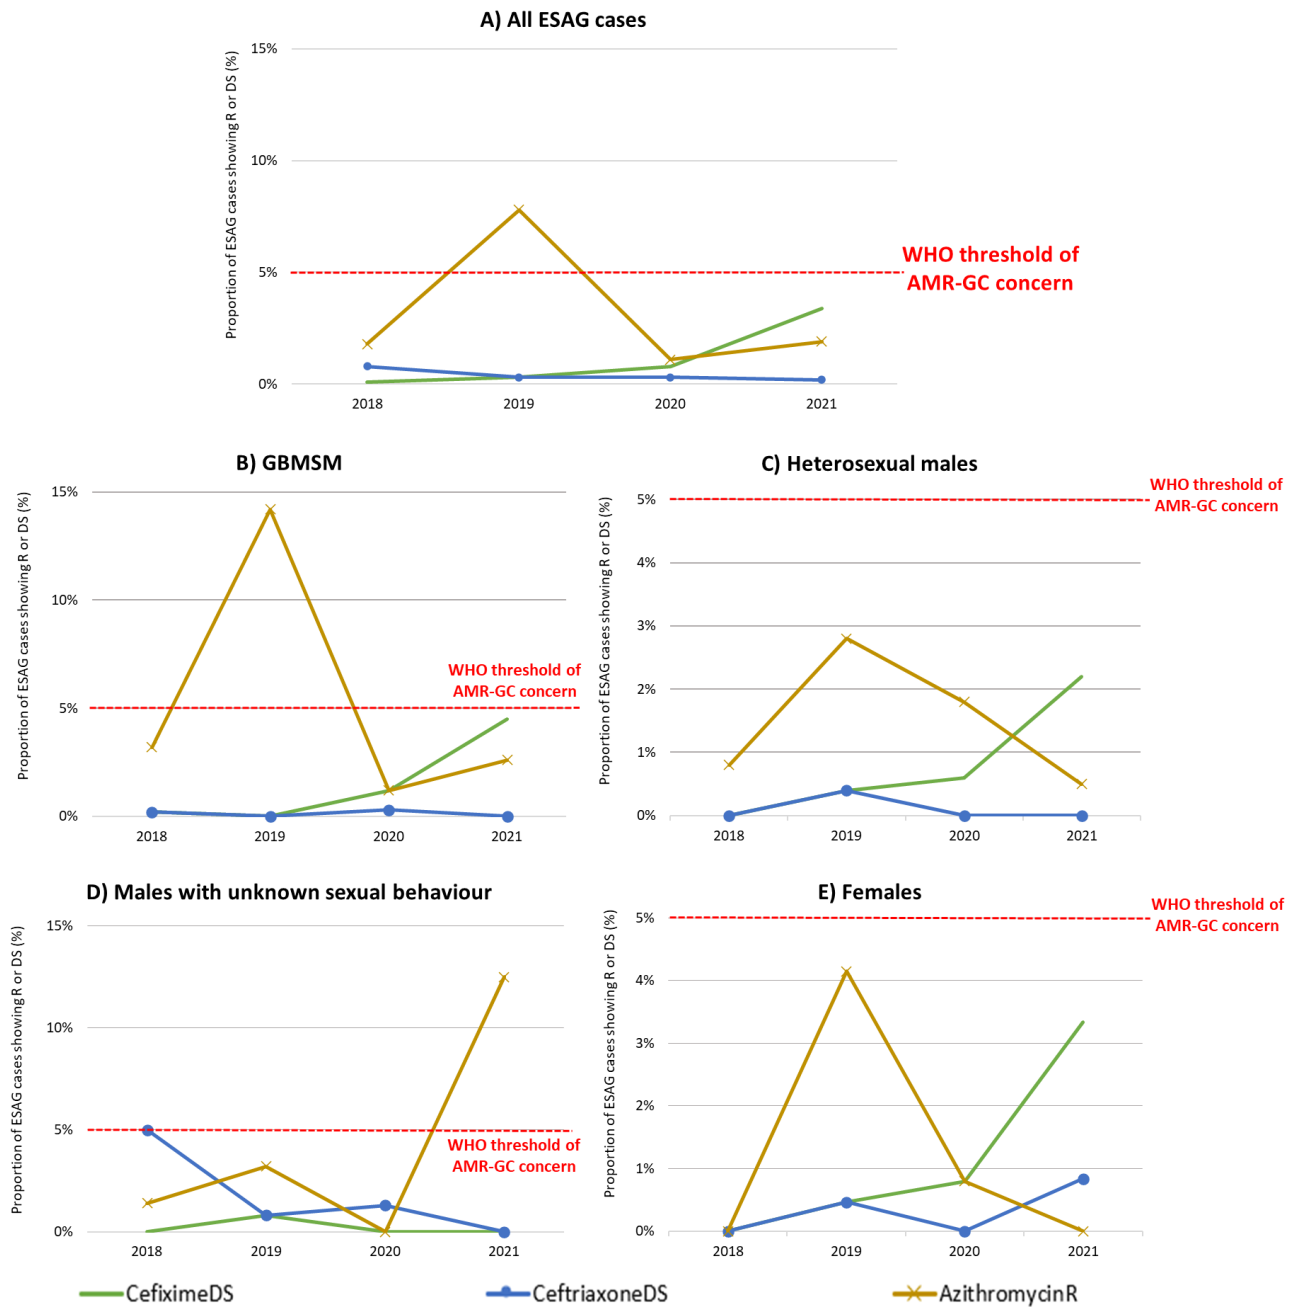 A) All ESAG cases
Proportion of ESAG cases showing R or DS (%)
15%
10%
5%
0%
2018 2019 2020 2021
WHO threshold of
AMR-GC concern
B) GBMSM
Proportion of ESAG cases showing R or DS (%)
15%
10%
5%
0%
2018 2019 2020 2021
WHO threshold of
AMR-GC concern
C) Heterosexual males
Proportion of ESAG cases showing R or DS (%)
5%
4%
3%
2%
1%
0%
2018 2019 2020 2021
WHO threshold of
AMR-GC concern
D) Males with unknown sexual behaviour
Proportion of ESAG cases showing R or DS (%)
15%
10%
5%
0%
2018 2019 2020 2021
WHO threshold of
AMR-GC concern
E) Females
Proportion of ESAG cases showing R or DS (%)
5%
4%
3%
2%
1%
0%
2018 2019 2020 2021
WHO threshold of
AMR-GC concern
CefiximeDS CeftriaxoneDS AzithromycinR